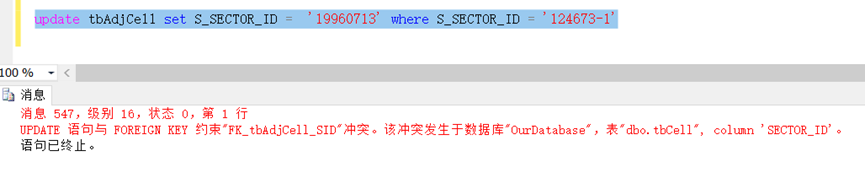 update tbAdjCell set S_SECTOR_ID = '19960713' where S_SECTOR_ID ='124673-1'
100 %
消息
消息 547，级别 16，状态 0，第 1 行
UPDATE 语句与 FOREIGN KEY 约束"FK_tbAdjCell_SID"冲突。该冲突发生于数据库"OurDatabase"，表"dbo.tbCell", column 'SECTOR_ID'。
语句已终止。